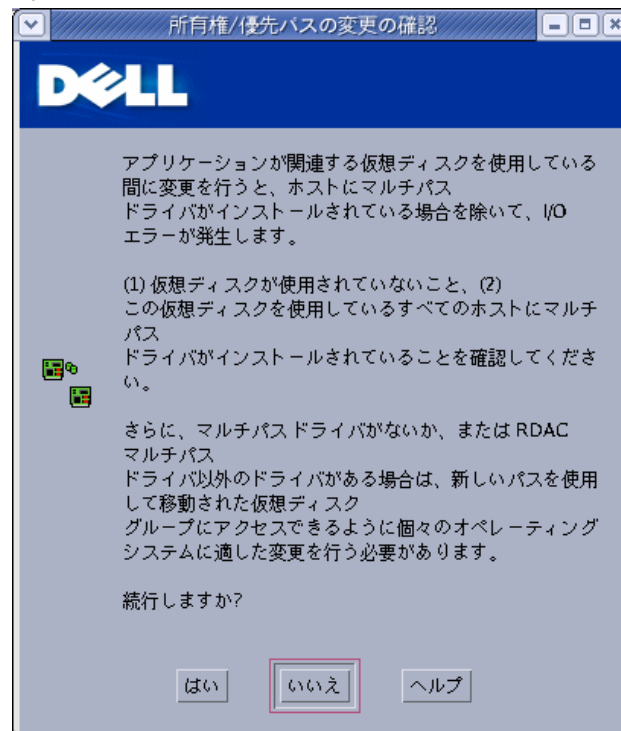 所有権/優先パスの変更の確認
DELL
アプリケーションが関連する仮想ディスクを使用している
間に変更を行うと、ホストにマルチパス
ドライバがインストールされている場合を除いて、I/O
エラーが発生します。
(1) 仮想ディスクが使用されていないこと、(2)
この仮想ディスクを使用しているすべてのホストにマルチ
パス
ドライバがインストールされていることを確認してくださ
い。
さらに、マルチパスドライバがないか、または RDAC
マルチパス
ドライバ以外のドライバがある場合は、新しいパスを使用
して移動された仮想ディスク
グループにアクセスできるように個々のオペレーティング
システムに適した変更を行う必要があります。
続行しますか?
はい
いいえ
ヘルプ